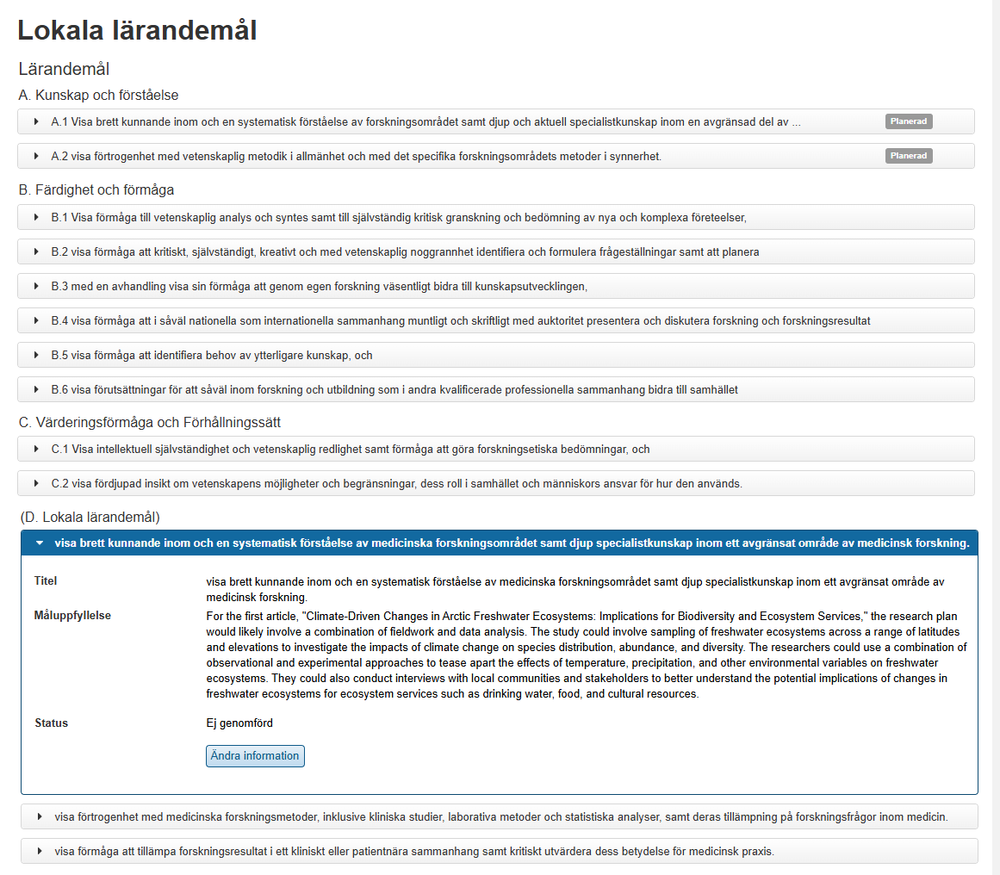 Lokala lärandemål
Lärandemål
A. Kunskap och förståelse
A.1 Visa brett kunnande inom och en systematisk förståelse av forskningsområdet samt djup och aktuell specialistkunskap inom en avgränsad del av ... Planerad
A.2 visa förtrogenhet med vetenskaplig metodik i allmänhet och med det specifika forskningsområdets metoder i synnerhet. Planerad
B. Färdighet och förmåga
B.1 Visa förmåga till vetenskaplig analys och syntes samt till självständig kritisk granskning och bedömning av nya och komplexa företeelser,
B.2 visa förmåga att kritiskt, självständigt, kreativt och med vetenskaplig noggrannhet identifiera och formulera frågeställningar samt att planera
B.3 med en avhandling visa sin förmåga att genom egen forskning väsentligt bidra till kunskapsutvecklingen,
B.4 visa förmåga att i såväl nationella som internationella sammanhang muntligt och skriftligt med auktoritet presentera och diskutera forskning och forskningsresultat
B.5 visa förmåga att identifiera behov av ytterligare kunskap, och
B.6 visa förutsättningar för att såväl inom forskning och utbildning som i andra kvalificerade professionella sammanhang bidra till samhället
C. Värderingsförmåga och Förhållningssätt
C.1 Visa intellektuell självständighet och vetenskaplig redlighet samt förmåga att göra forskningsetiska bedömningar, och
C.2 visa fördjupad insikt om vetenskapens möjligheter och begränsningar, dess roll i samhället och människors ansvar för hur den används.
(D. Lokala lärandemål)
visa brett kunnande inom och en systematisk förståelse av medicinska forskningsområdet samt djup specialistkunskap inom ett avgränsat område av medicinsk forskning.
Titel visa brett kunnande inom och en systematisk förståelse av medicinska forskningsområdet samt djup specialistkunskap inom ett avgränsat område av
medicinsk forskning.
Måluppfyllelse For the first article, "Climate-Driven Changes in Arctic Freshwater Ecosystems: Implications for Biodiversity and Ecosystem Services," the research plan
would likely involve a combination of fieldwork and data analysis. The study could involve sampling of freshwater ecosystems across a range of latitudes
and elevations to investigate the impacts of climate change on species distribution, abundance, and diversity. The researchers could use a combination of
observational and experimental approaches to tease apart the effects of temperature, precipitation, and other environmental variables on freshwater
ecosystems. They could also conduct interviews with local communities and stakeholders to better understand the potential implications of changes in
freshwater ecosystems for ecosystem services such as drinking water, food, and cultural resources.
Status Ej genomförd
Ändra information
visa förtrogenhet med medicinska forskningsmetoder, inklusive kliniska studier, laborativa metoder och statistiska analyser, samt deras tillämpning på forskningsfrågor inom medicin.
visa förmåga att tillämpa forskningsresultat i ett kliniskt eller patientnära sammanhang samt kritiskt utvärdera dess betydelse för medicinsk praxis.